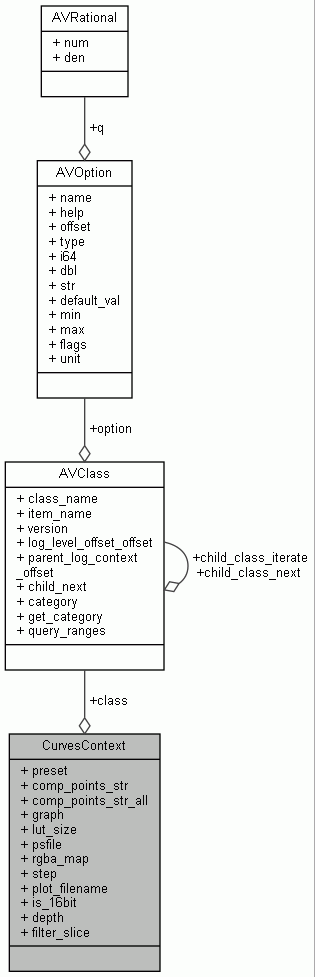 AVRational
+ num
+ den
+q
AVOption
+ name
+ help
+ offset
+ type
+ i64
+ dbl
+ str
+ default_val
+ min
+ max
+ flags
+ unit
+option
AVClass
+ class_name
+ item_name
+ version
+ log_level_offset_offset
+ parent_log_context
_offset
+ child_next
+ category
+ get_category
+ query_ranges
+child_class_iterate
+child_class_next
+class
CurvesContext
+ preset
+ comp_points_str
+ comp_points_str_all
+ graph
+ lut_size
+ psfile
+ rgba_map
+ step
+ plot_filename
+ is_16bit
+ depth
+ filter_slice